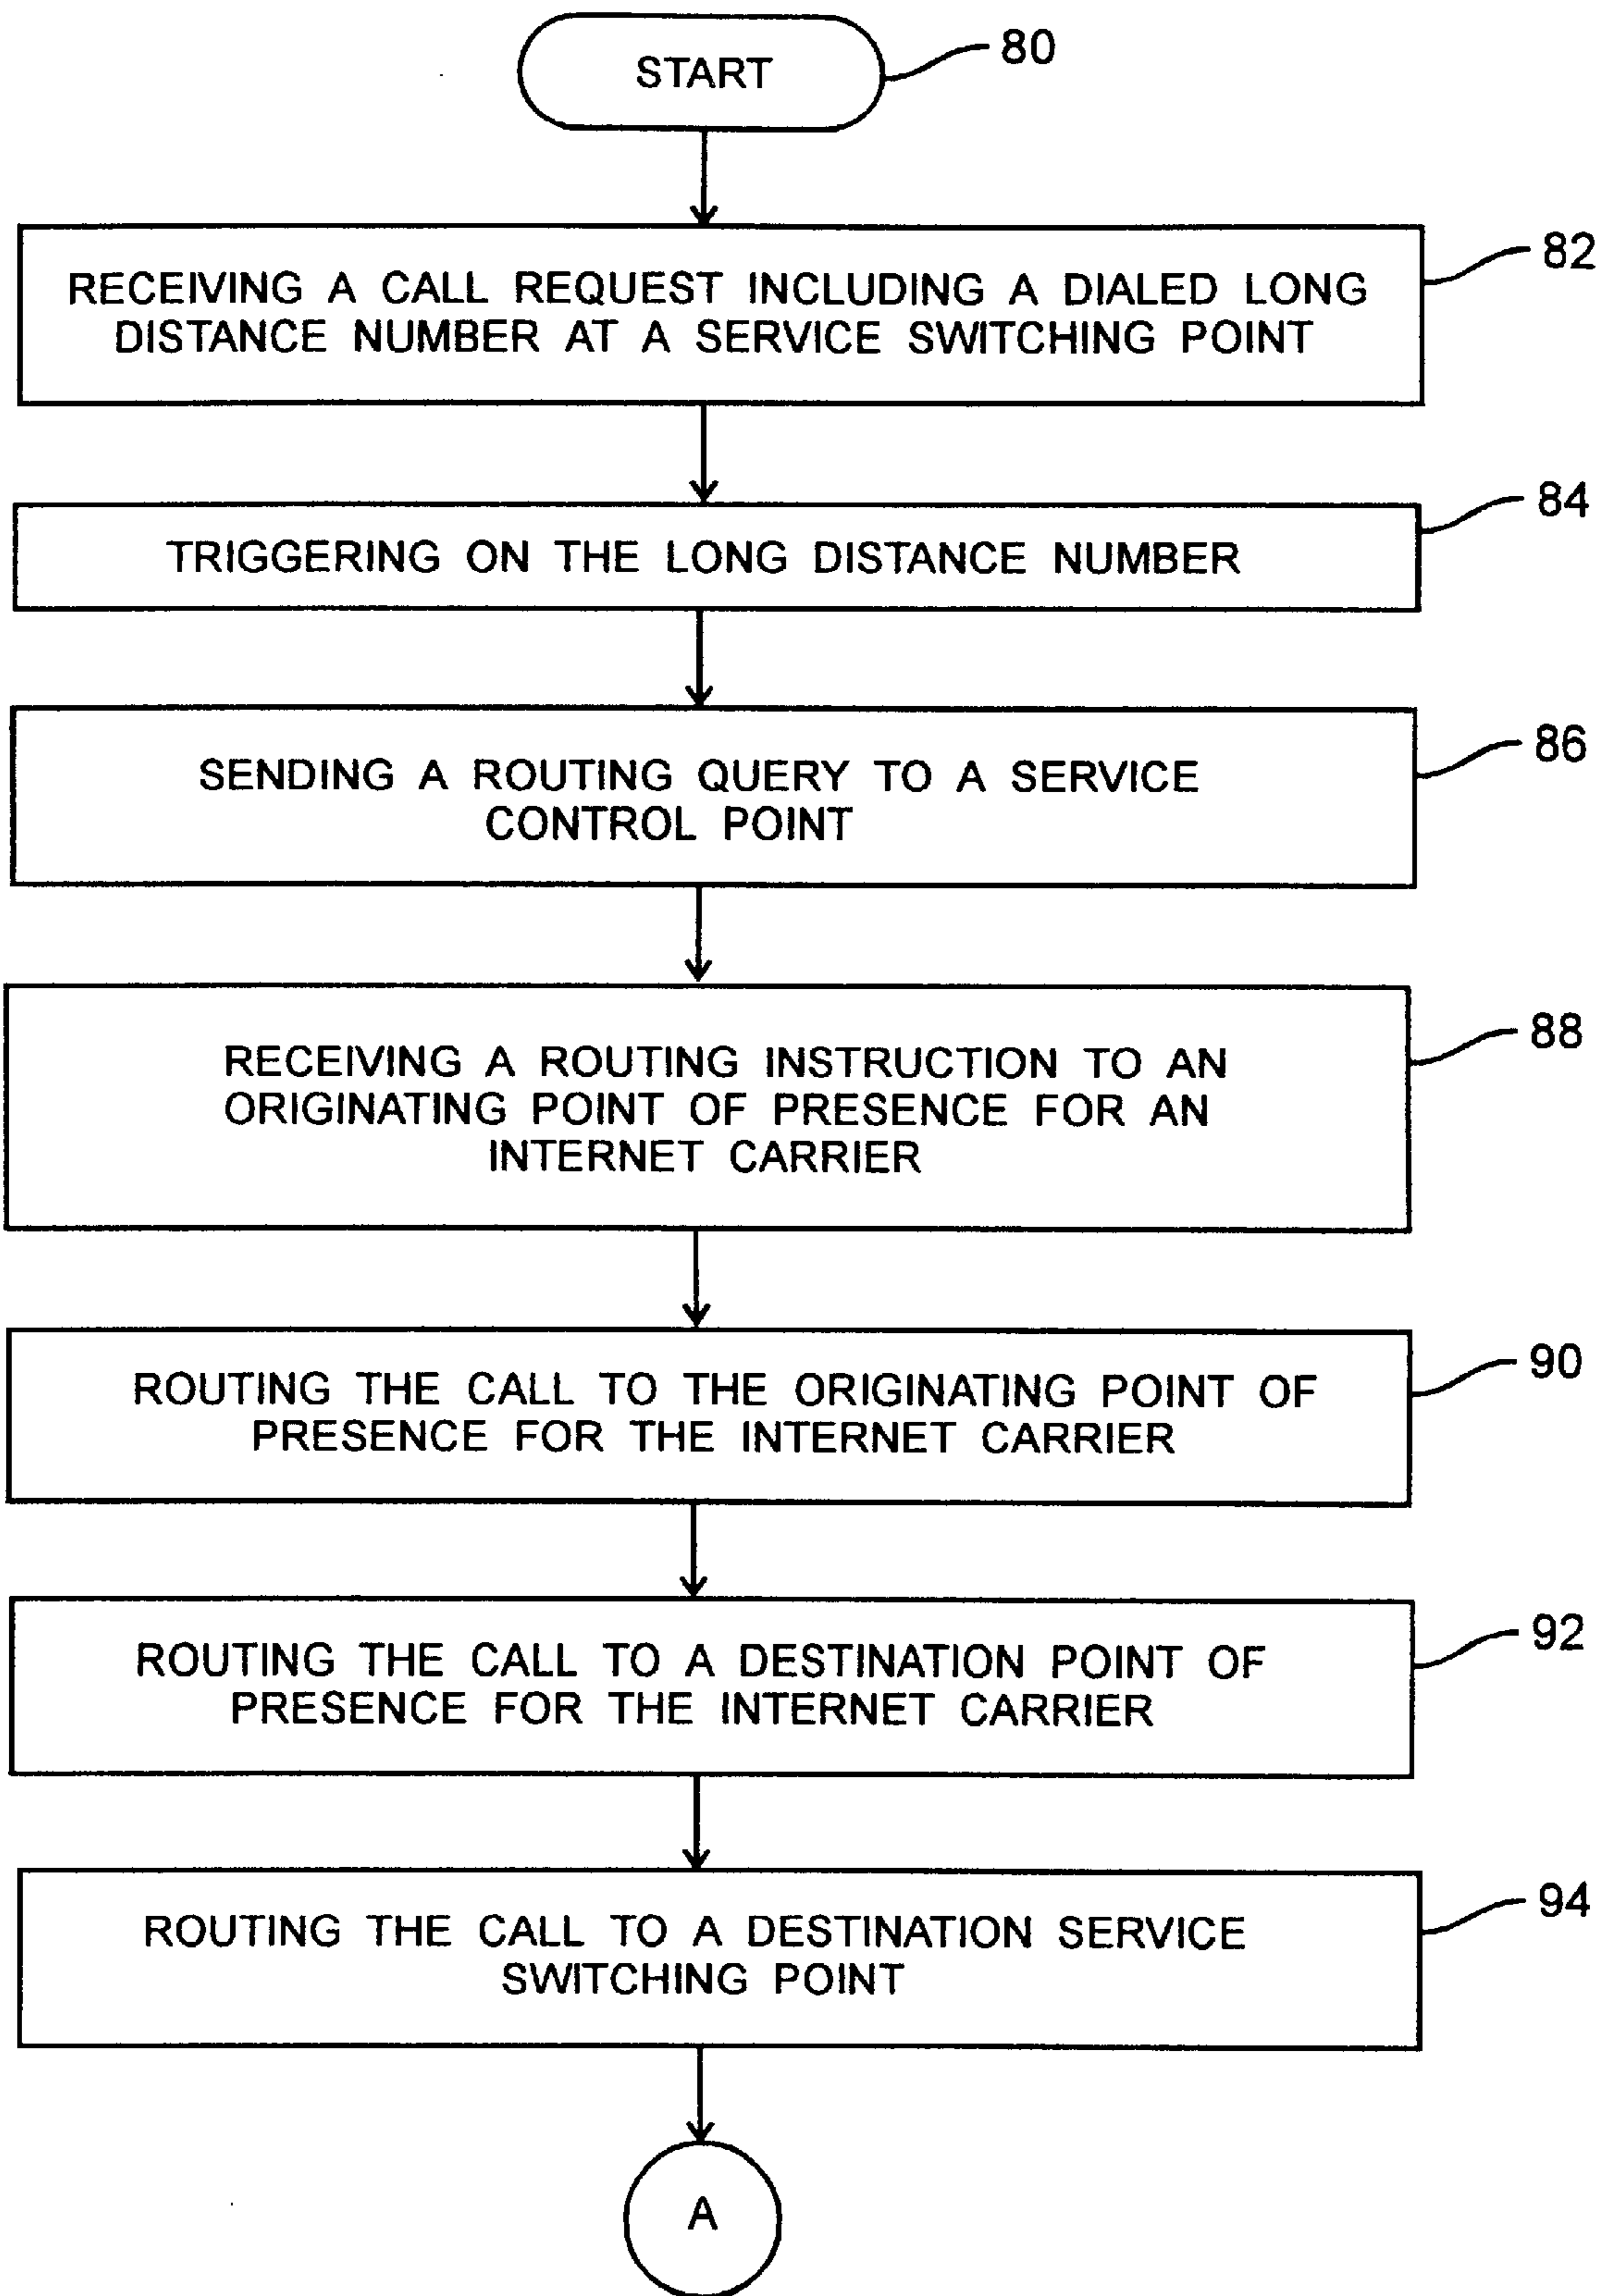 START
80
RECEIVING A CALL REQUEST INCLUDING A DIALED LONG
DISTANCE NUMBER AT A SERVICE SWITCHING POINT
82
TRIGGERING ON THE LONG DISTANCE NUMBER
84
SENDING A ROUTING QUERY TO A SERVICE
CONTROL POINT
86
RECEIVING A ROUTING INSTRUCTION TO AN
ORIGINATING POINT OF PRESENCE FOR AN
INTERNET CARRIER
88
ROUTING THE CALL TO THE ORIGINATING POINT OF
PRESENCE FOR THE INTERNET CARRIER
90
ROUTING THE CALL TO A DESTINATION POINT OF
PRESENCE FOR THE INTERNET CARRIER
92
ROUTING THE CALL TO A DESTINATION SERVICE
SWITCHING POINT
94
A